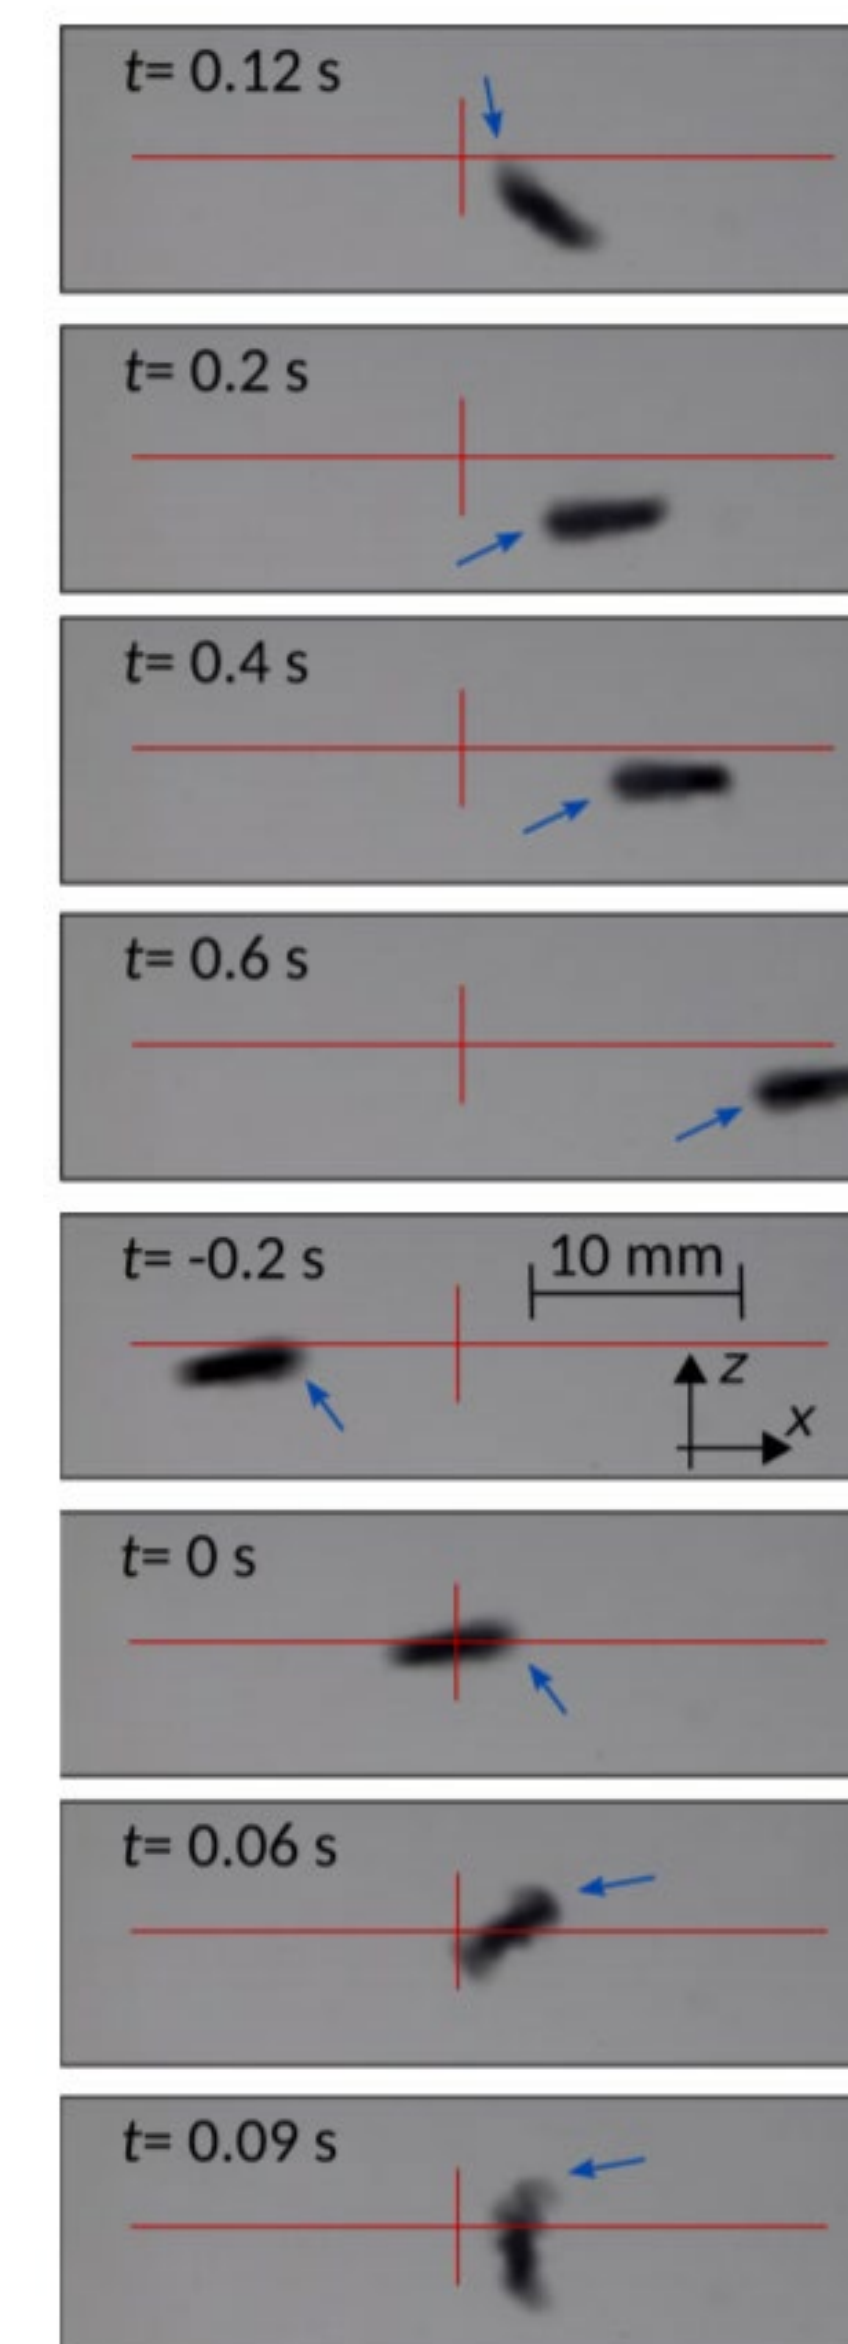 t= 0.12 s
t= 0.2 s
t= 0.4 s
t= 0.6 s
t= -0.2 s
10 mm
z
x
t= 0 s
t= 0.06 s
t= 0.09 s